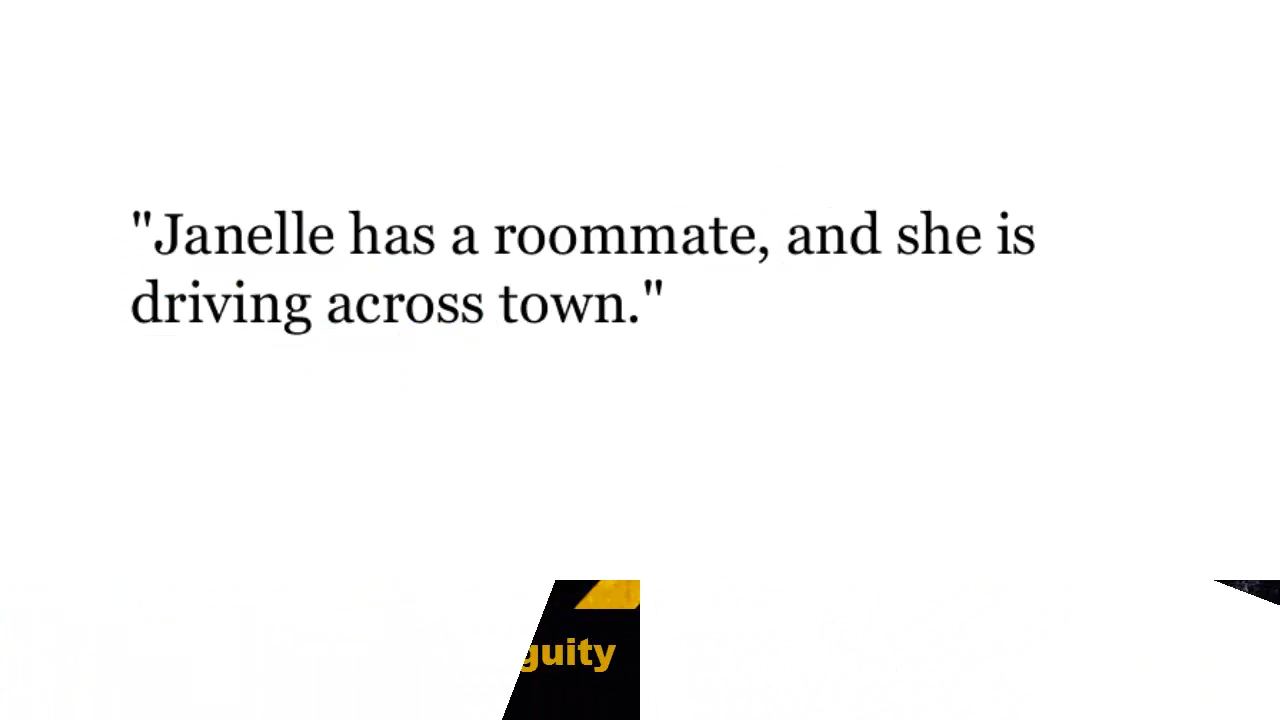 "Janelle has a roommate, and she is
driving across town."
guity